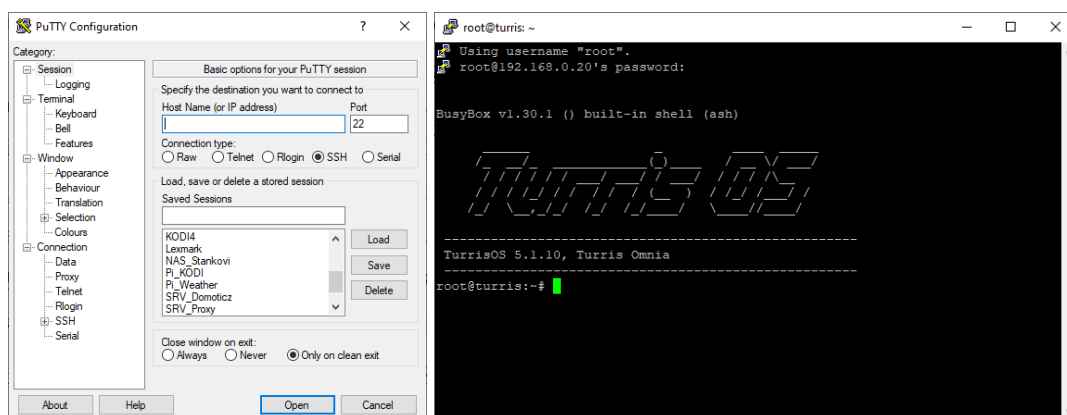 PuTTY Configuration
?
Category:
Session
Logging
Terminal
Keyboard
Bell
Features
Window
Appearance
Behaviour
Translation
Selection
Colours
Connection
Data
Proxy
Telnet
Rlogin
SSH
Serial
Basic options for your PuTTY session
Specify the destination you want to connect to
Host Name (or IP address) Port
22
Connection type:
Raw Telnet Rlogin SSH Serial
Load, save or delete a stored session
Saved Sessions
KODI4
Lexmark
NAS_Stankovi
Pi_KODI
Pi_Weather
SRV_Domoticz
SRV_Proxy
Load
Save
Delete
Close window on exit:
Always Never Only on clean exit
About Help Open Cancel
root@turris: ~
Using username "root".
root@192.168.0.20's password:
BusyBox v1.30.1 () built-in shell (ash)
Turris OS
-----------------------------------------------------
TurrisOS 5.1.10, Turris Omnia
-----------------------------------------------------
root@turris:~#